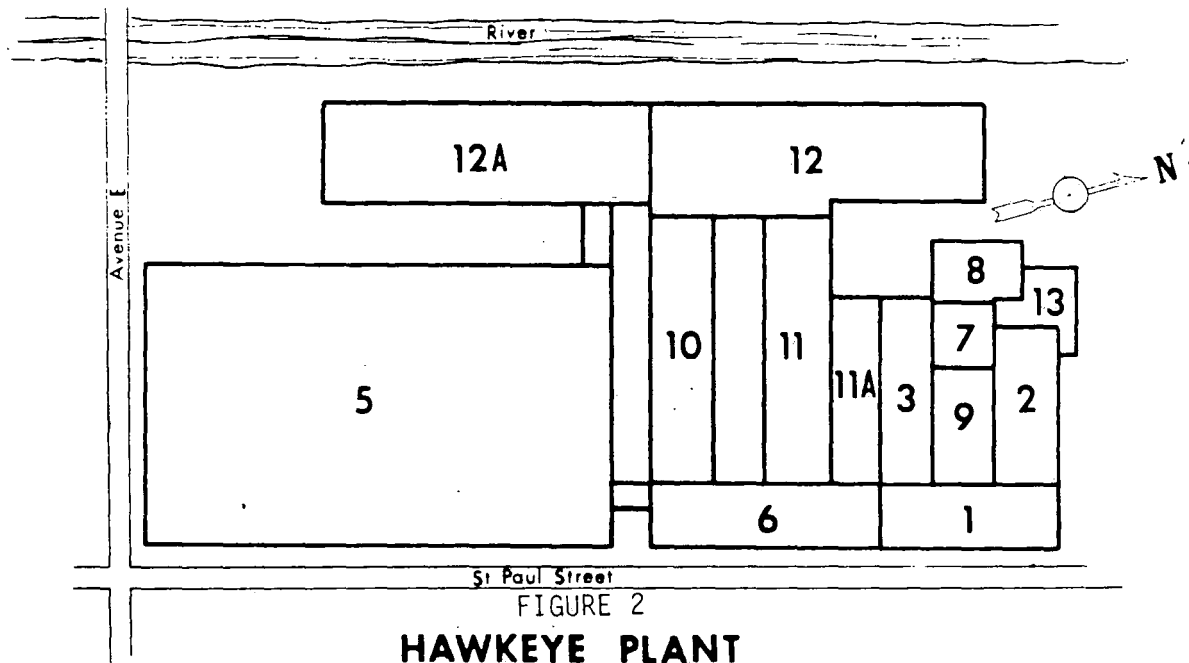 River
12A
12
N
Avenue E
8
13
7
10
11
11A
3
2
5
9
6
1
St Paul Street
FIGURE 2
HAWKEYE PLANT